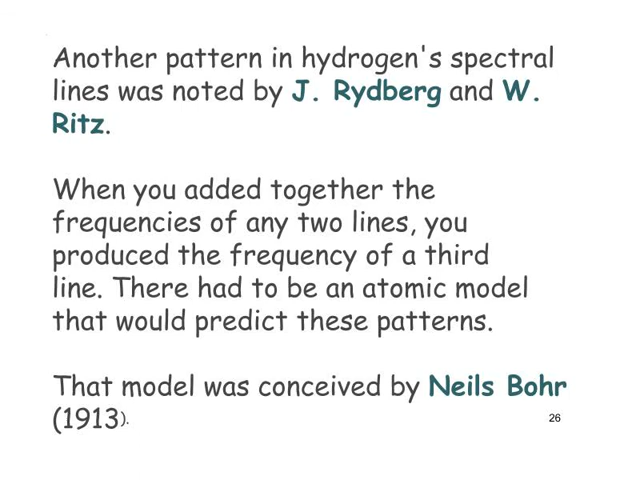 Another pattern in hydrogen's spectral
lines was noted by J. Rydberg and W.
Ritz.
When you added together the
frequencies of any two lines, you
produced the frequency of a third
line. There had to be an atomic model
that would predict these patterns.
That model was conceived by Neils Bohr
(1913).
26